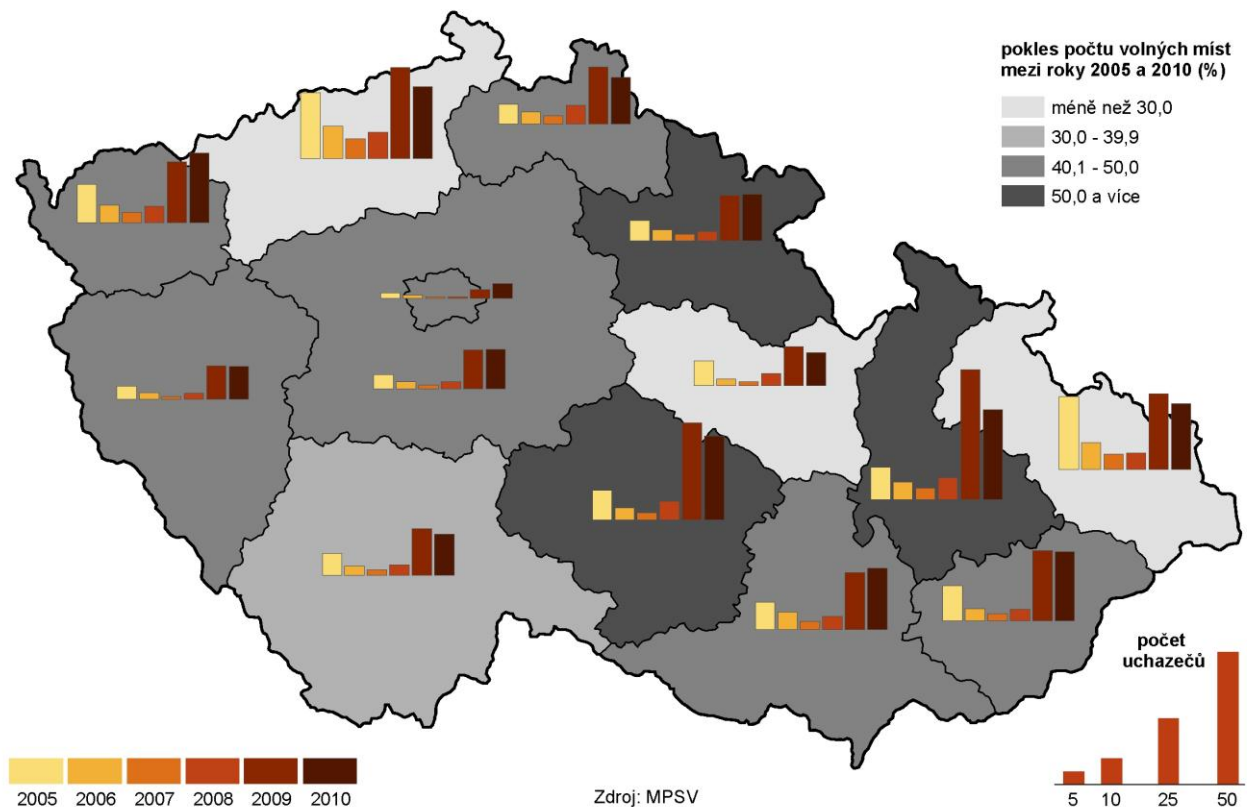 pokles počtu volných míst
mezi roky 2005 a 2010 (%)
méně než 30,0
30,0 - 39,9
40,1 - 50,0
50,0 a více
počet
uchazečů
5 10 25 50
2005 2006 2007 2008 2009 2010
Zdroj: MPSV